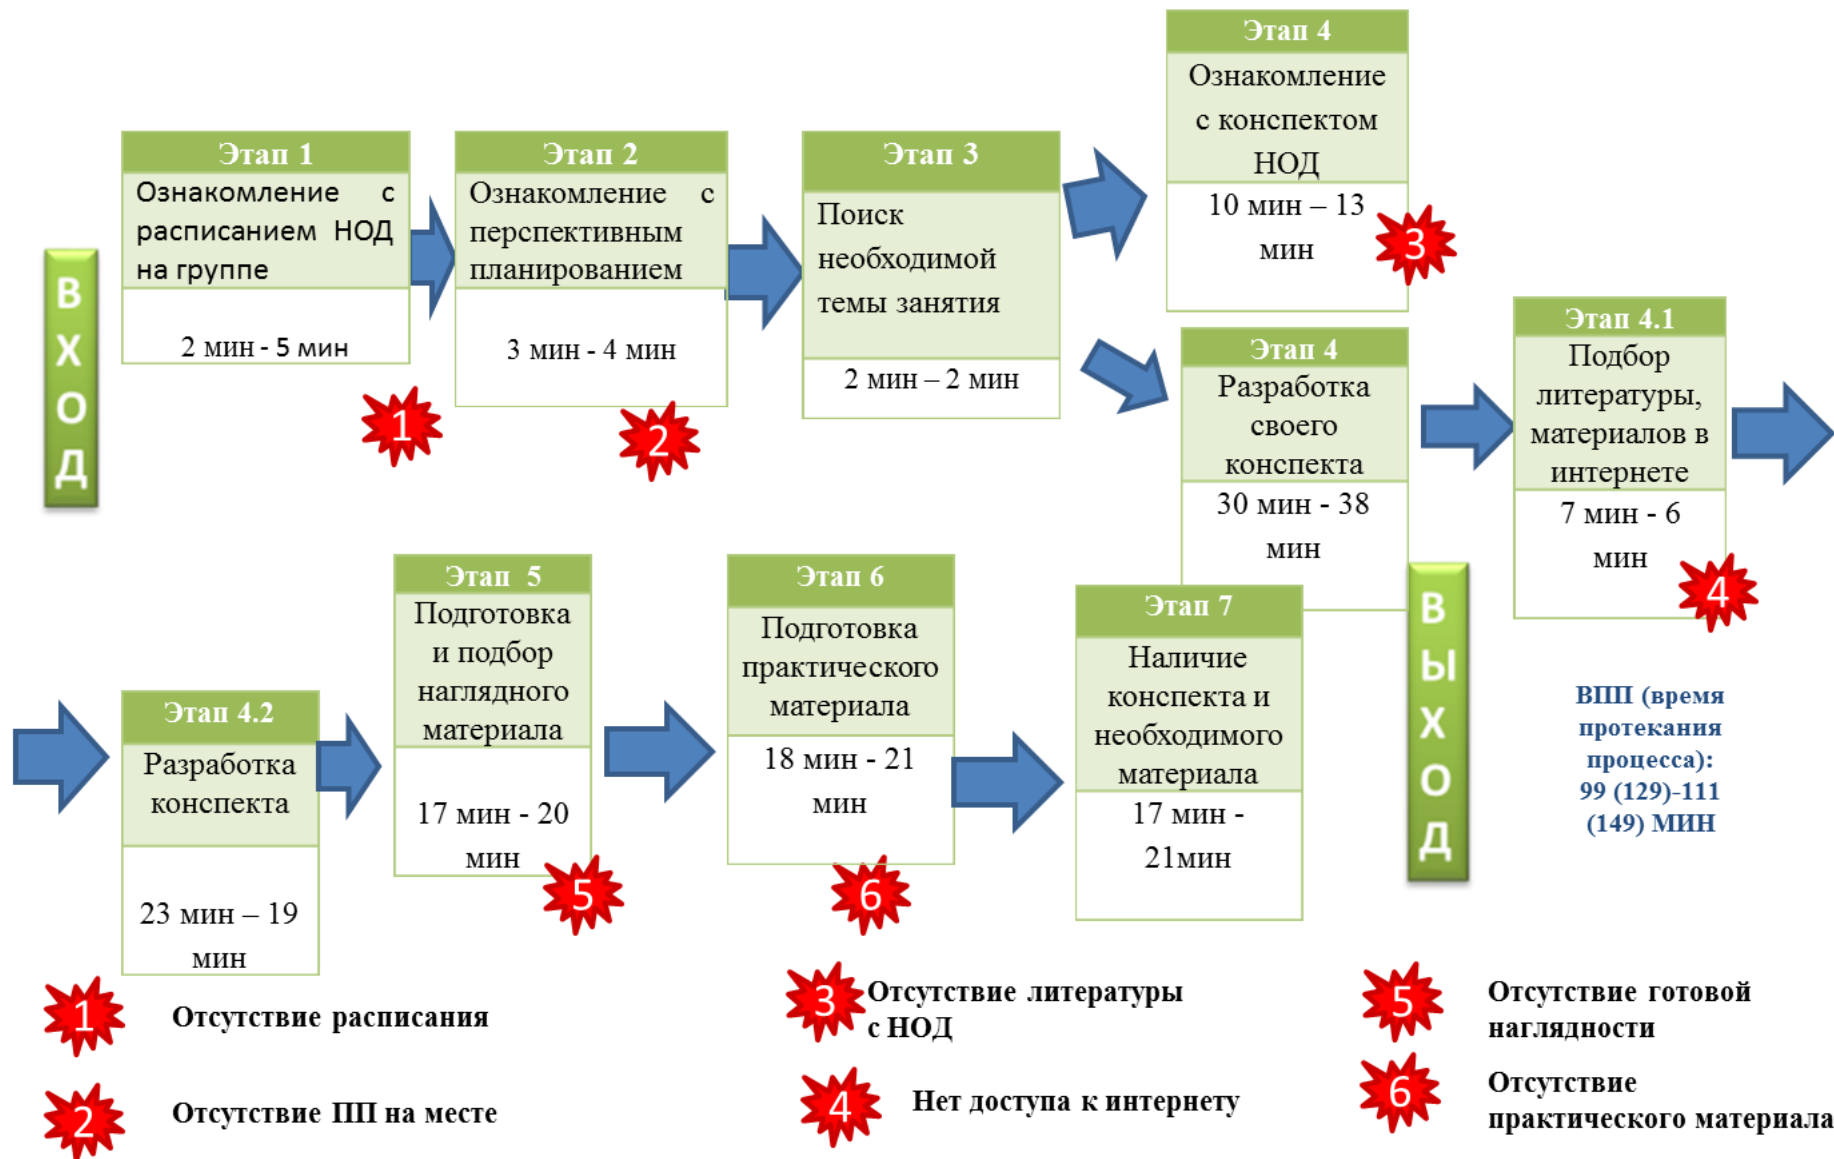 Этап 4
Ознакомление
с конспектом
НОД
10 мин – 13
мин
3
Этап 1
Ознакомление с
расписанием НОД
на группе
2 мин - 5 мин
1
Этап 2
Ознакомление с
перспективным
планированием
3 мин - 4 мин
2
Этап 3
Поиск
необходимой
темы занятия
2 мин – 2 мин
В
Х
О
Д
Этап 4
Разработка
своего
конспекта
30 мин - 38
мин
Этап 4.1
Подбор
литературы,
материалов в
интернете
7 мин - 6
мин
4
Этап 4.2
Разработка
конспекта
23 мин – 19
мин
Этап 5
Подготовка
и подбор
наглядного
материала
17 мин - 20
мин
5
Этап 6
Подготовка
практического
материала
18 мин - 21
мин
6
Этап 7
Наличие
конспекта и
необходимого
материала
17 мин -
21мин
В
Ы
Х
О
Д
ВПП (время
протекания
процесса):
99 (129)-111
(149) МИН
1
Отсутствие расписания
2
Отсутствие ПП на месте
3
Отсутствие литературы
с НОД
4
Нет доступа к интернету
5
Отсутствие готовой
наглядности
6
Отсутствие
практического материала